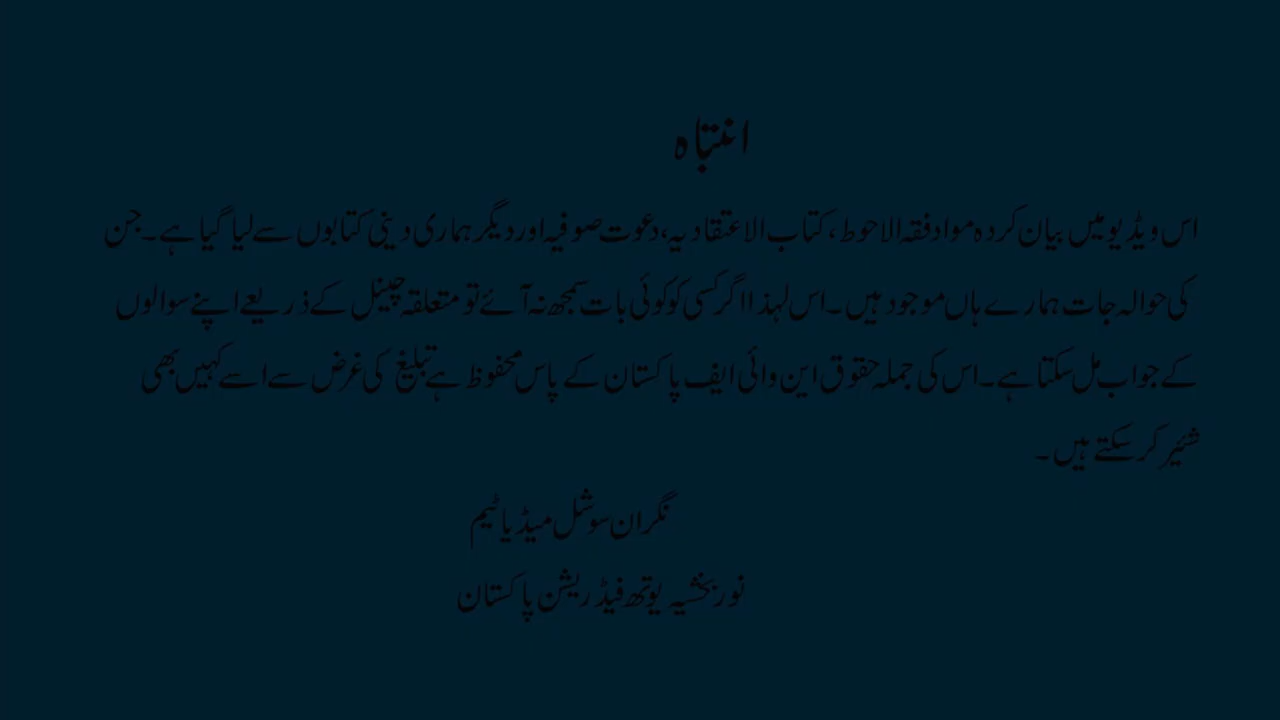 انتباہ
اس ویڈیو میں بیان کردہ مواد فقہ الاحوط، کتاب الاعتقادیہ، دعوت صوفیہ اور دیگر ہماری دینی کتابوں سے لیا گیا ہے۔ جن
کی حوالہ جات ہمارے ہاں موجود ہیں۔ اس لہذا اگر کسی کو کوئی بات سمجھ نہ آئے تو متعلقہ چینل کے ذریعے اپنے سوالوں
کے جواب مل سکتا ہے۔ اس کی جملہ حقوق این وائی ایف پاکستان کے پاس محفوظ ہے تبلیغ کی غرض سے اسے کہیں بھی
شئیر کر سکتے ہیں۔
نگران سوشل میڈیا ٹیم
نور بخشیہ یوتھ فیڈریشن پاکستان